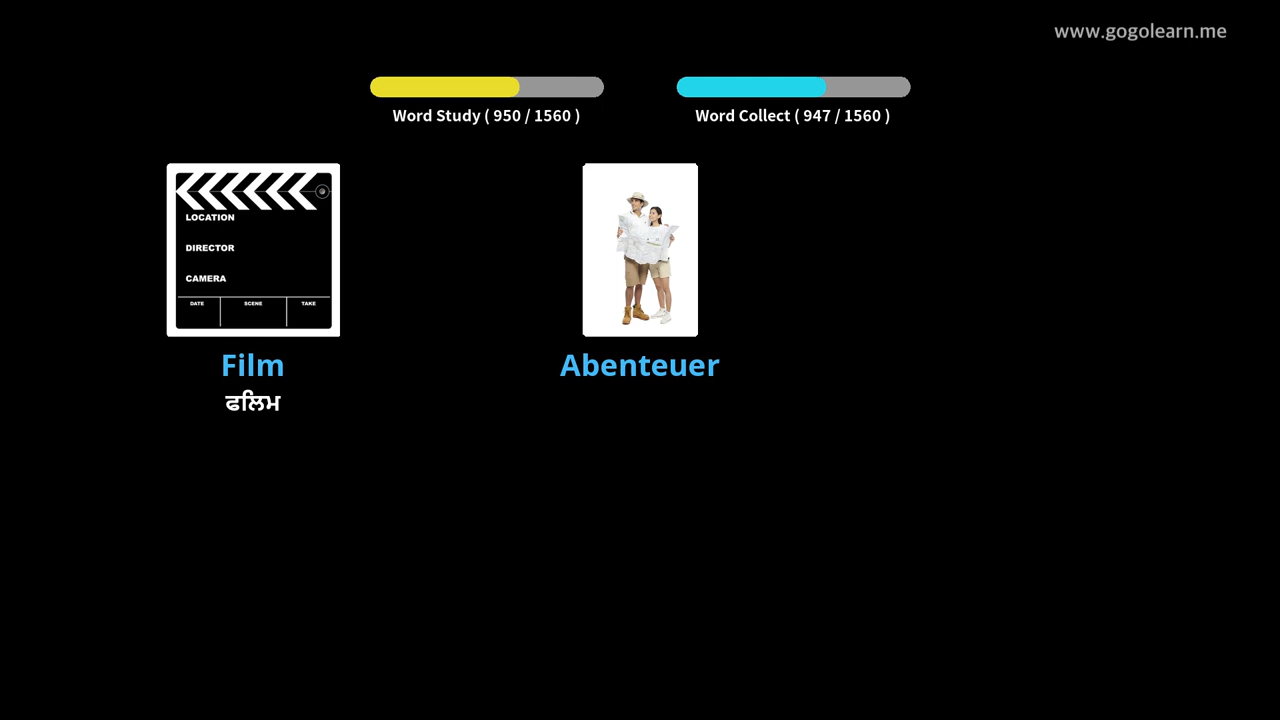 www.gogolearn.me
Word Study ( 950 / 1560 )
Word Collect ( 947 / 1560 )
LOCATION
DIRECTOR
CAMERA
DATE SCENE TAKE
Film
ਫਿਲਮ
Abenteuer